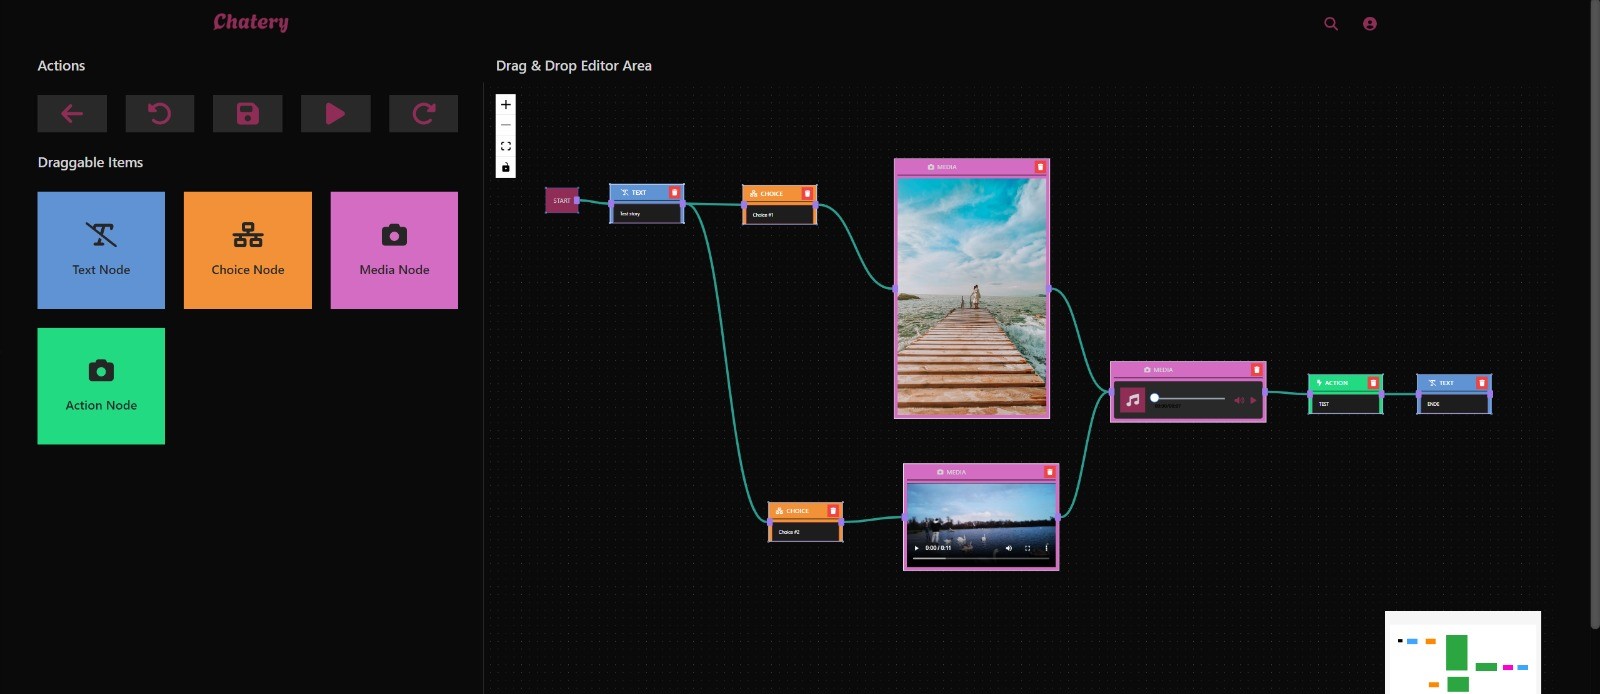 Chatery
Actions
Drag & Drop Editor Area
Draggable Items
Text Node
Choice Node
Media Node
Action Node
START
TEXT
Test story
CHOICE
Choice #1
MEDIA
MEDIA
ACTION
TEST
TEXT
ENDE
CHOICE
Choice #2
MEDIA
0:00 / 0:11